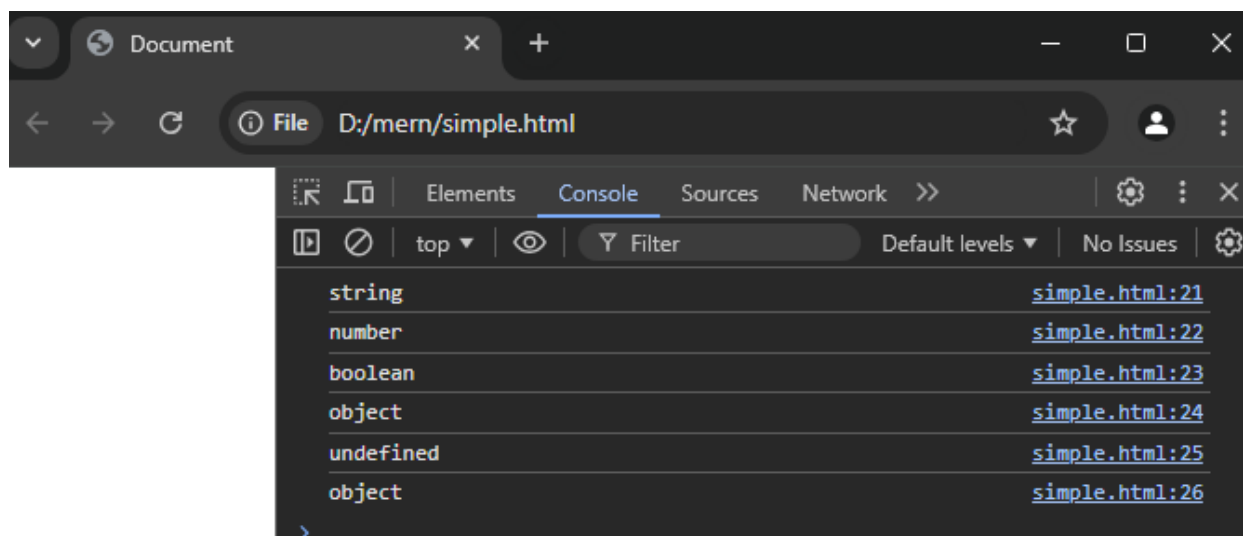 Document
File D:/mern/simple.html
Elements Console Sources Network
top Filter Default levels No Issues
string simple.html:21
number simple.html:22
boolean simple.html:23
object simple.html:24
undefined simple.html:25
object simple.html:26